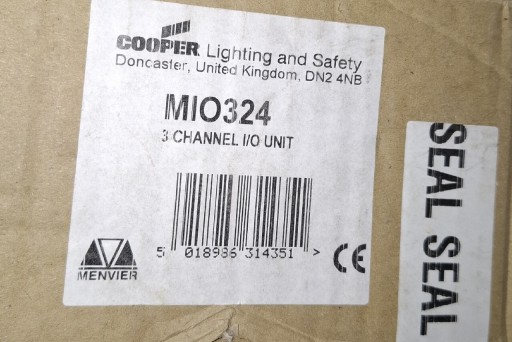 COOPER Lighting and Safety
Doncaster, United Kingdom, DN2 4NB
MIO324
3 CHANNEL I/O UNIT
5 018986 314351 >
CE
MENVIER
SEAL SEAL